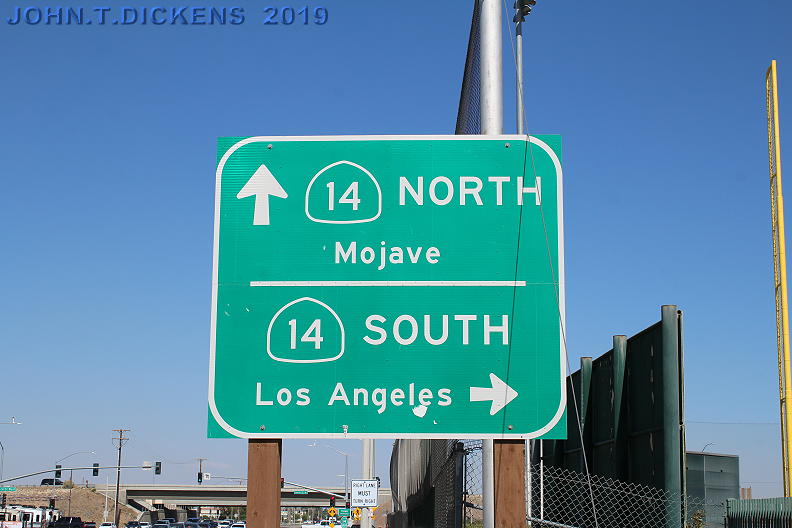 JOHN.T.DICKENS 2019
14 NORTH
Mojave
14 SOUTH
Los Angeles
RIGHT LANE
MUST
TURN RIGHT